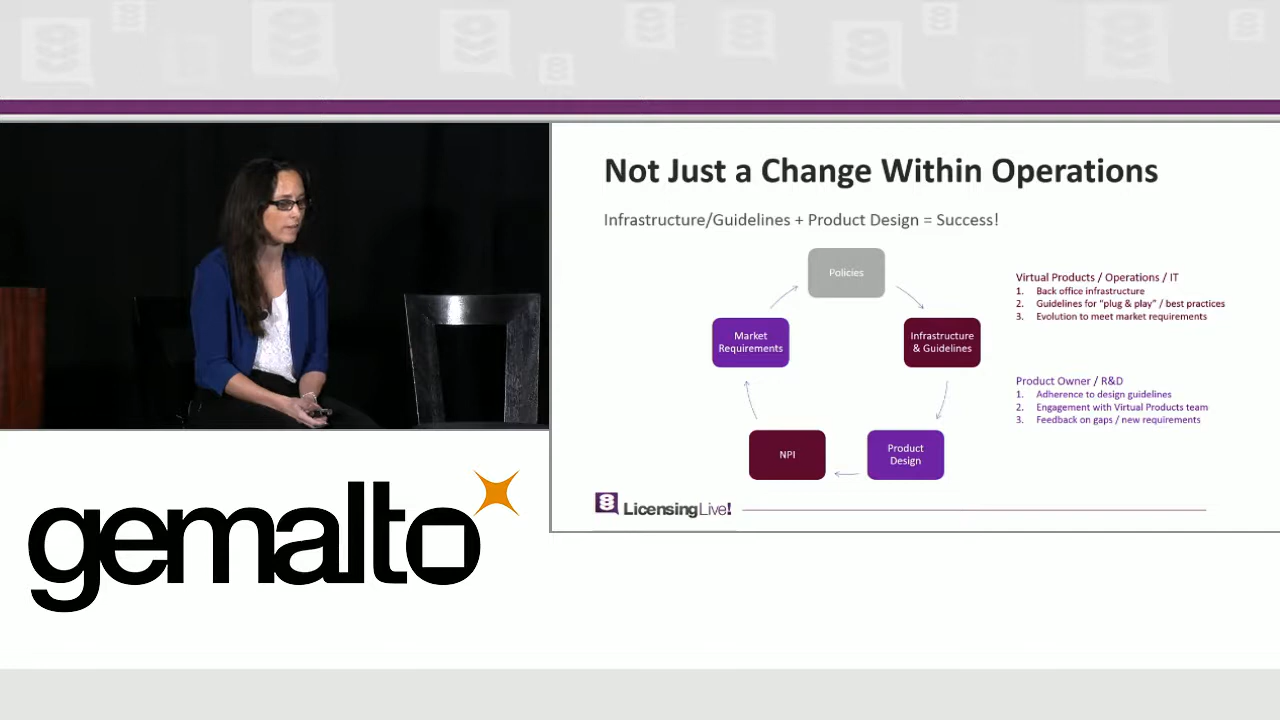 Not Just a Change Within Operations
Infrastructure/Guidelines + Product Design = Success!
Policies
Market
Requirements
Infrastructure
& Guidelines
NPI
Product
Design
Virtual Products / Operations / IT
1. Back office infrastructure
2. Guidelines for "plug & play" / best practices
3. Evolution to meet market requirements
Product Owner / R&D
1. Adherence to design guidelines
2. Engagement with Virtual Products team
3. Feedback on gaps / new requirements
LicensingLive!
gemalto